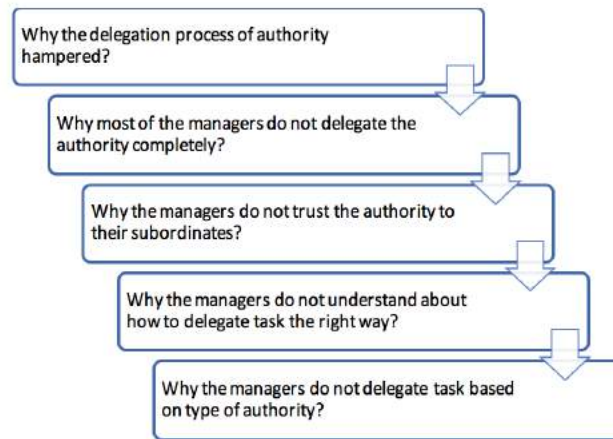 Why the delegation process of authority
hampered?
Why most of the managers do not delegate the
authority completely?
Why the managers do not trust the authority to
their subordinates?
Why the managers do not understand about
how to delegate task the right way?
Why the managers do not delegate task based
on type of authority?